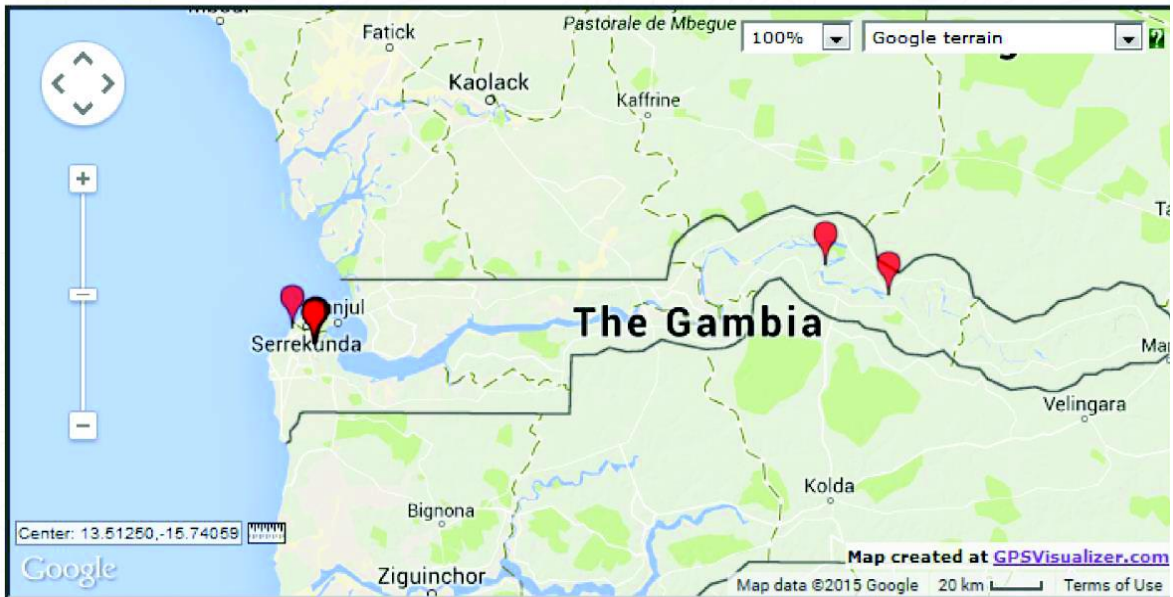 Pastorale de Mbegue
100%
Google terrain
?
Fatick
Kaolack
Kaffrine
Serrekunda
The Gambia
Velingara
Kolda
Bignona
Center: 13.51250,-15.74059
Google
Ziguinchor
Map created at GPSVisualizer.com
Map data ©2015 Google 20 km Terms of Use